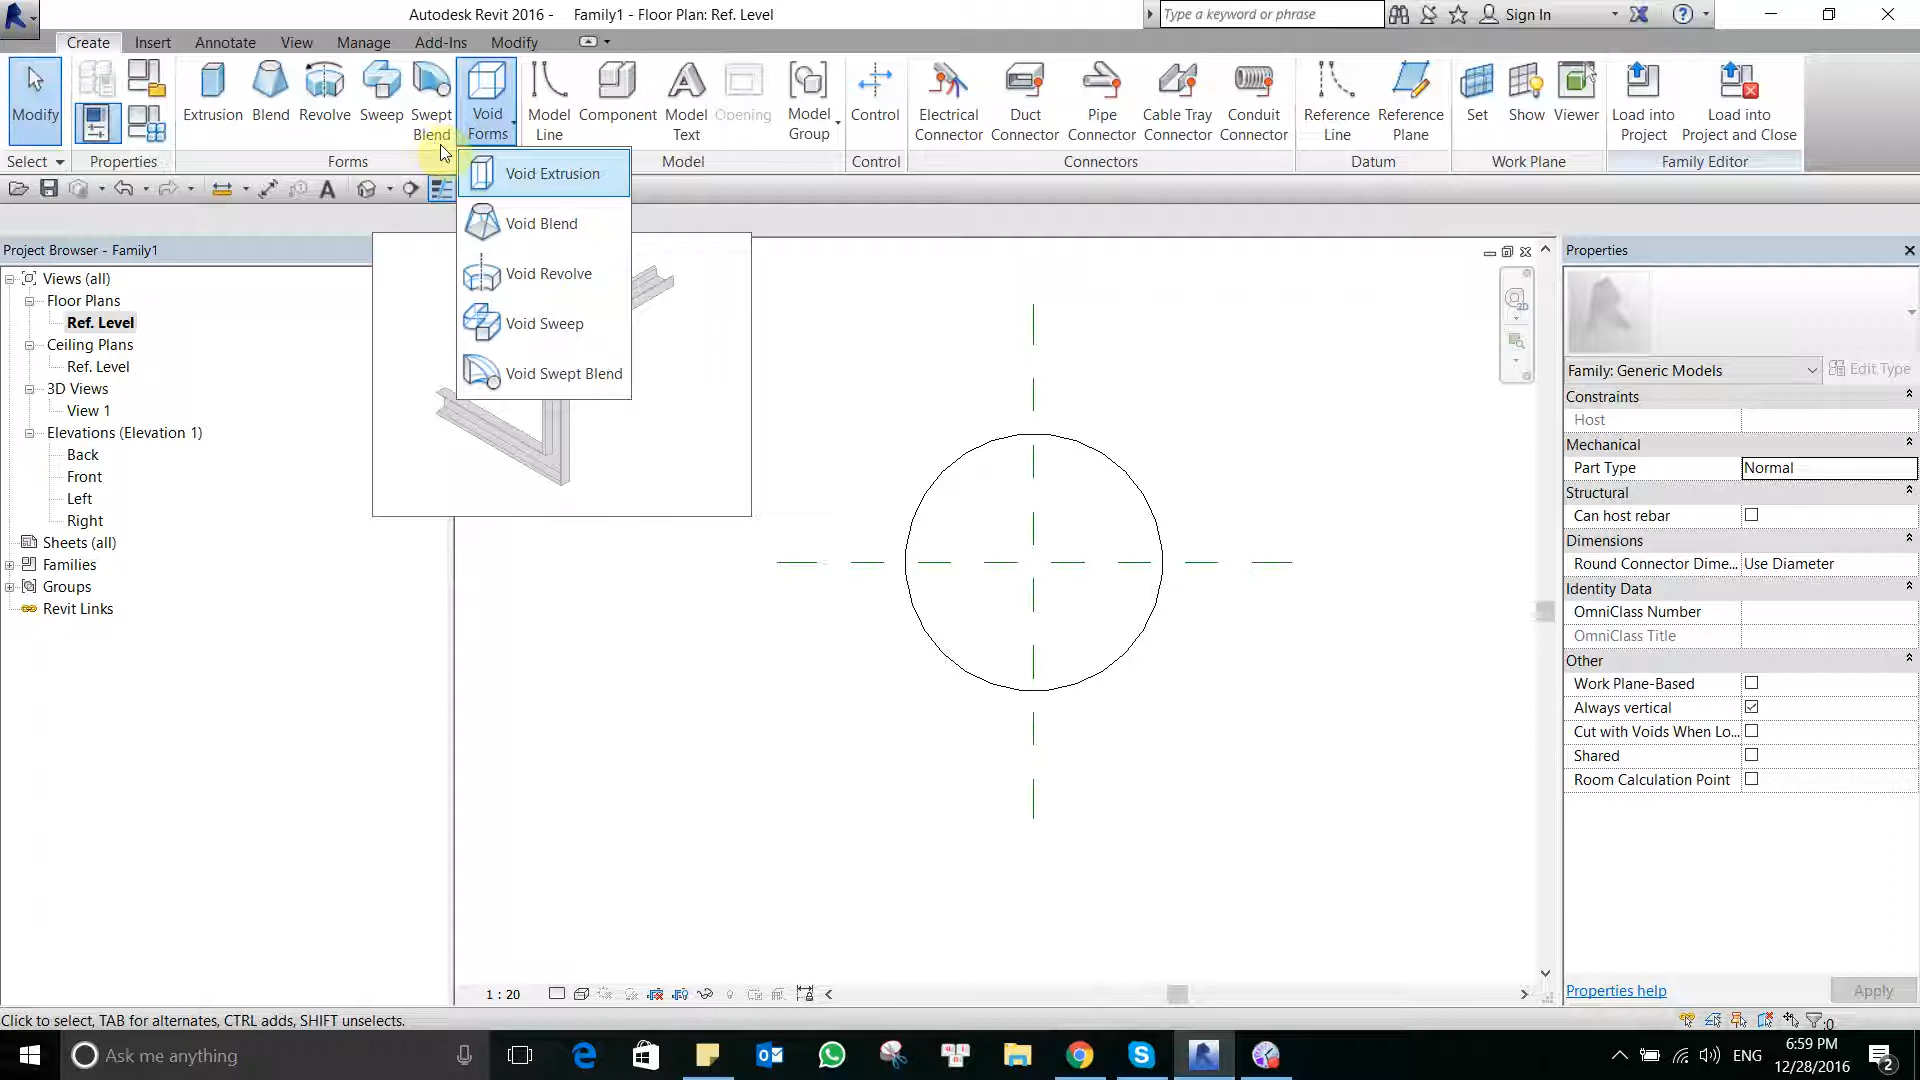 Autodesk Revit 2016 - Family1 - Floor Plan: Ref. Level
Type a keyword or phrase
Sign In
Create Insert Annotate View Manage Add-Ins Modify
Modify
Extrusion Blend Revolve Sweep Swept Blend Void Forms
Model Line Component Model Text Opening Model Group
Control
Electrical Connector Duct Connector Pipe Connector Cable Tray Connector Conduit Connector
Reference Line Reference Plane
Set Show Viewer
Load into Project Load into Project and Close
Select Properties Forms Model Control Connectors Datum Work Plane Family Editor
Void Extrusion
Void Blend
Void Revolve
Void Sweep
Void Swept Blend
Project Browser - Family1
Views (all)
Floor Plans
Ref. Level
Ceiling Plans
Ref. Level
3D Views
View 1
Elevations (Elevation 1)
Back
Front
Left
Right
Sheets (all)
Families
Groups
Revit Links
Properties
Family: Generic Models
Edit Type
Constraints
Host
Mechanical
Part Type Normal
Structural
Can host rebar
Dimensions
Round Connector Dime... Use Diameter
Identity Data
OmniClass Number
OmniClass Title
Other
Work Plane-Based
Always vertical
Cut with Voids When Lo...
Shared
Room Calculation Point
Properties help
Apply
1 : 20
Click to select, TAB for alternates, CTRL adds, SHIFT unselects.
:0
Ask me anything
ENG
6:59 PM
12/28/2016
2